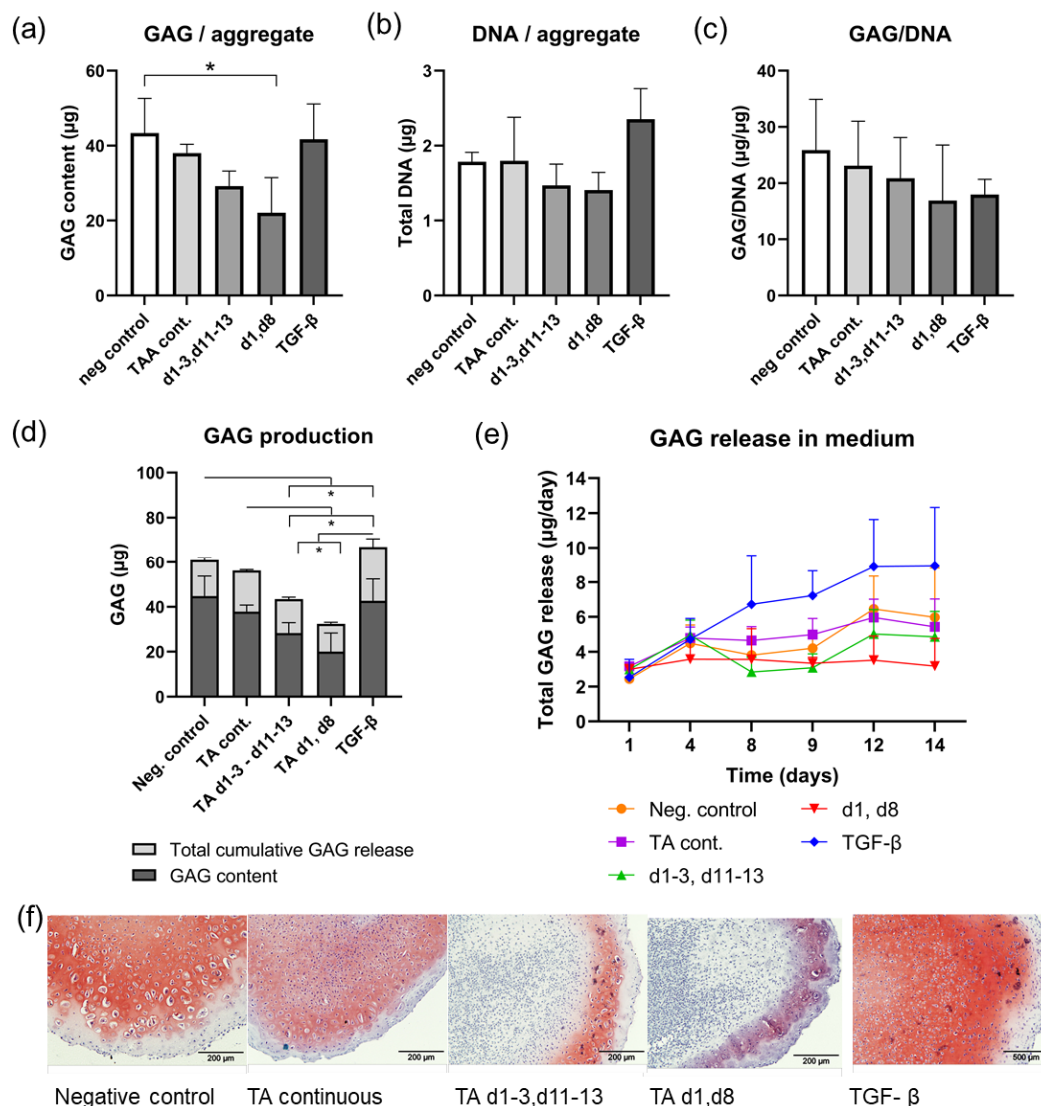 (a) GAG / aggregate
GAG content (µg)
60
40
20
0
*
neg control
TAA cont.
d1-3,d11-13
d1,d8
TGF-β
(b) DNA / aggregate
Total DNA (µg)
3
2
1
0
neg control
TAA cont.
d1-3,d11-13
d1,d8
TGF-β
(c) GAG/DNA
GAG/DNA (µg/µg)
40
30
20
10
0
neg control
TAA cont.
d1-3,d11-13
d1,d8
TGF-β
(d) GAG production
GAG (µg)
100
80
60
40
20
0
*
*
*
Neg. control
TA cont.
TA d1-3 - d11-13
TA d1, d8
TGF-β
Total cumulative GAG release
GAG content
(e) GAG release in medium
Total GAG release (µg/day)
14
12
10
8
6
4
2
0
1 4 8 9 12 14
Time (days)
Neg. control
TA cont.
d1-3, d11-13
d1, d8
TGF-β
(f)
200 µm
200 µm
200 µm
200 µm
500 µm
Negative control
TA continuous
TA d1-3,d11-13
TA d1,d8
TGF- β